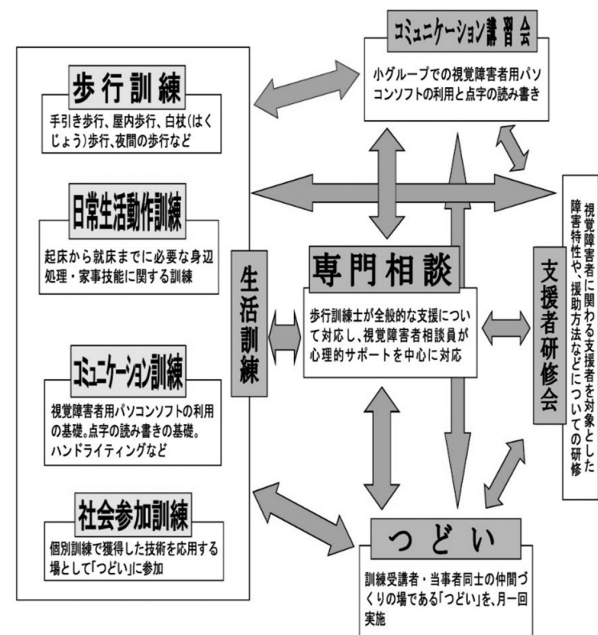 コミュニケーション講習会
小グループでの視覚障害者用パソ
コンソフトの利用と点字の読み書き
歩行訓練
手引き歩行、屋内歩行、白杖(はく
じょう)歩行、夜間の歩行など
日常生活動作訓練
起床から就床までに必要な身辺
処理・家事技能に関する訓練
コミュニケーション訓練
視覚障害者用パソコンソフトの利用
の基礎。点字の読み書きの基礎。
ハンドライティングなど
社会参加訓練
個別訓練で獲得した技術を応用する
場として「つどい」に参加
生活訓練
専門相談
歩行訓練士が全般的な支援につい
て対応し、視覚障害者相談員が
心理的サポートを中心に対応
支援者研修会
視覚障害者に関わる支援者を対象とした
障害特性や、援助方法などについての研修
つどい
訓練受講者・当事者同士の仲間づ
くりの場である「つどい」を、月一回
実施